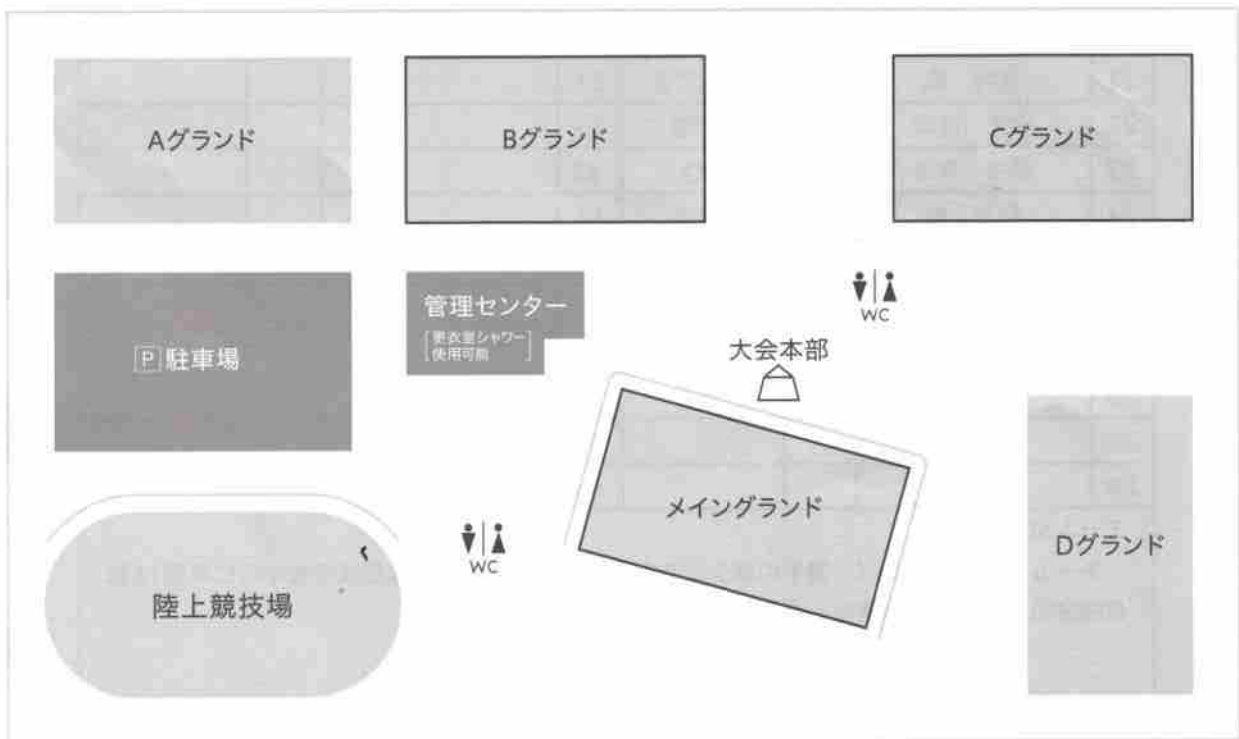 Aグランド
Bグランド
Cグランド
P 駐車場
管理センター
[更衣室シャワー
使用可能]
WC
大会本部
メイングランド
Dグランド
WC
陸上競技場